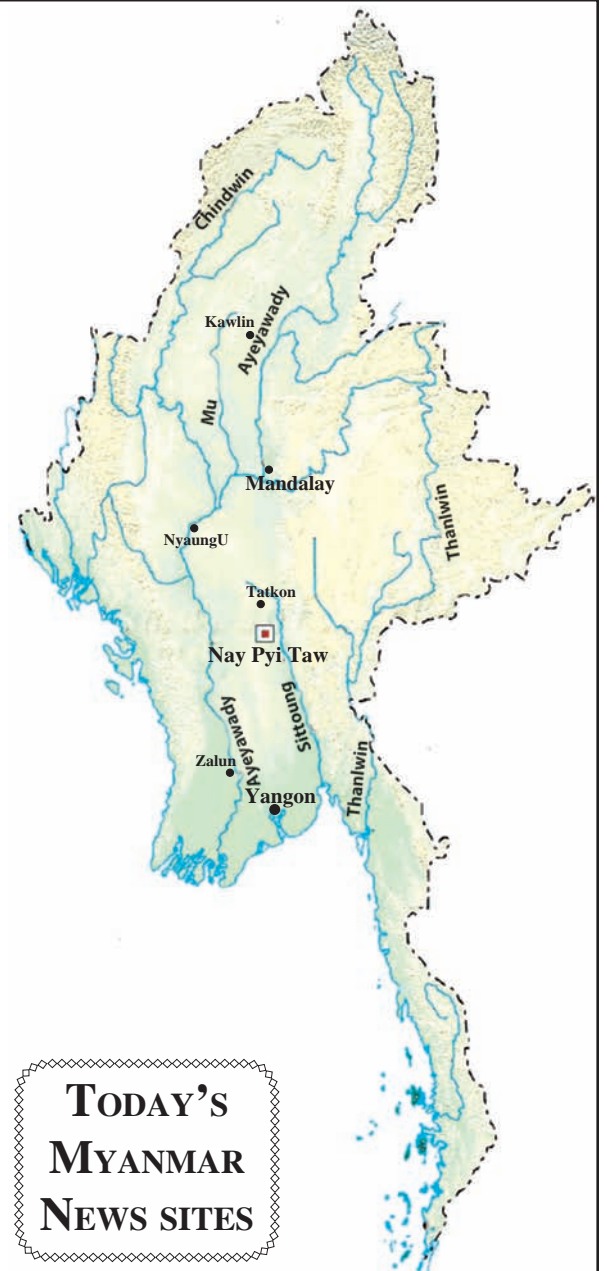 Chindwin
Kawlin
Ayeyawady
Mu
Mandalay
Thanlwin
NyaungU
Tatkon
Nay Pyi Taw
Ayeyawady
Sittoung
Zalun
Yangon
Thanlwin
TODAY'S
MYANMAR
NEWS SITES